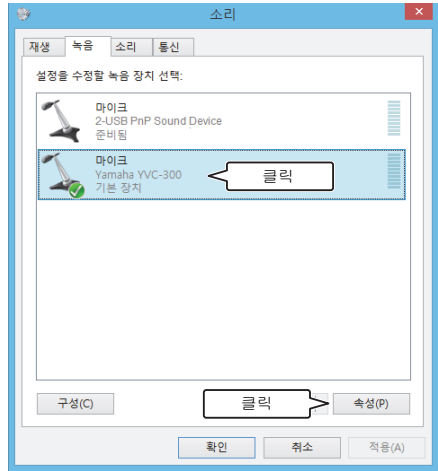 소리
재생 녹음 소리 통신
설정을 수정할 녹음 장치 선택:
마이크
2-USB PnP Sound Device
준비됨
마이크
Yamaha YVC-300
기본 장치
클릭
구성(C) 클릭 속성(P)
확인 취소 적용(A)